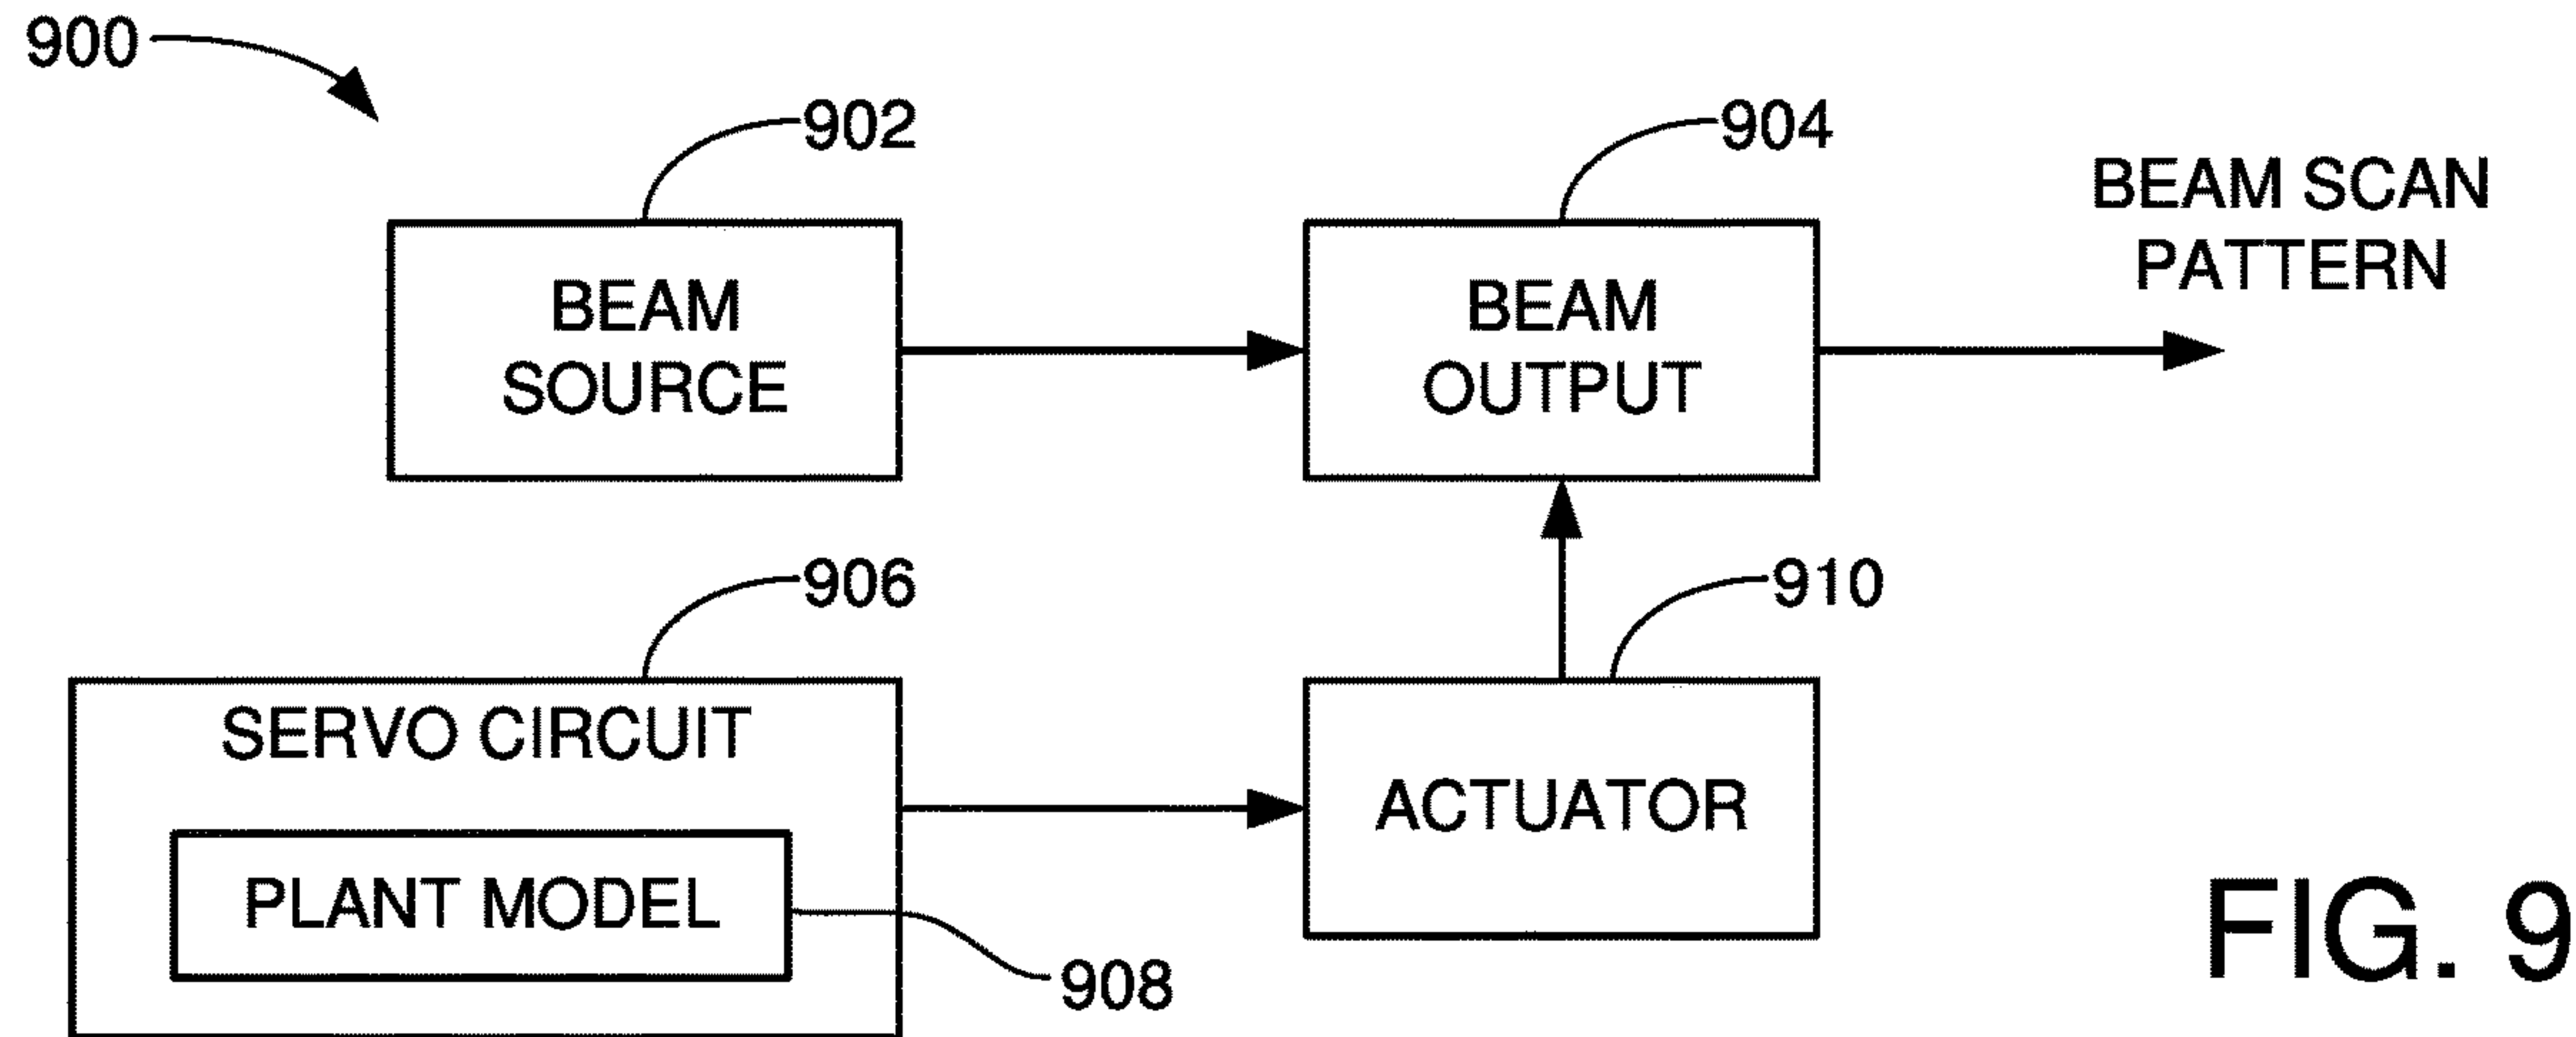 900
902
904
BEAM SCAN
PATTERN
BEAM
SOURCE
BEAM
OUTPUT
906
910
SERVO CIRCUIT
PLANT MODEL
908
ACTUATOR
FIG. 9